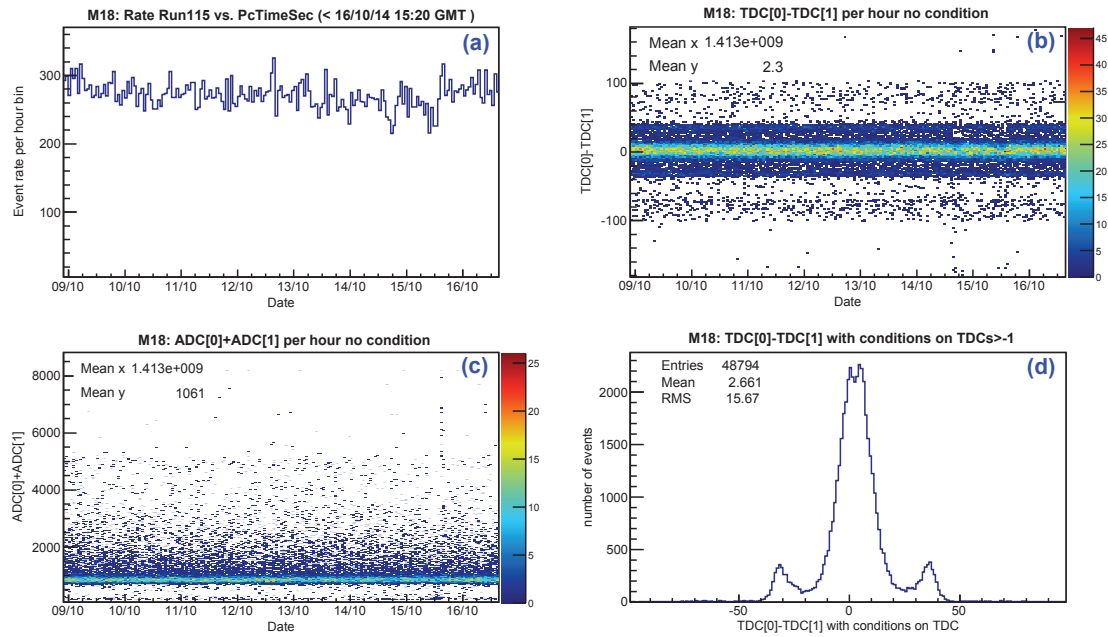 M18: Rate Run115 vs. PcTimeSec (< 16/10/14 15:20 GMT )
(a)
300
200
100
Event rate per hour bin
09/10 10/10 11/10 12/10 13/10 14/10 15/10 16/10
Date
M18: TDC[0]-TDC[1] per hour no condition
(b)
Mean x 1.413e+009
Mean y 2.3
100
0
-100
TDC[0]-TDC[1]
09/10 10/10 11/10 12/10 13/10 14/10 15/10 16/10
Date
45
40
35
30
25
20
15
10
5
0
M18: ADC[0]+ADC[1] per hour no condition
(c)
Mean x 1.413e+009
Mean y 1061
8000
6000
4000
2000
ADC[0]+ADC[1]
09/10 10/10 11/10 12/10 13/10 14/10 15/10 16/10
Date
25
20
15
10
5
0
M18: TDC[0]-TDC[1] with conditions on TDCs>-1
(d)
Entries 48794
Mean 2.661
RMS 15.67
2000
1500
1000
500
0
number of events
-50 0 50
TDC[0]-TDC[1] with conditions on TDC